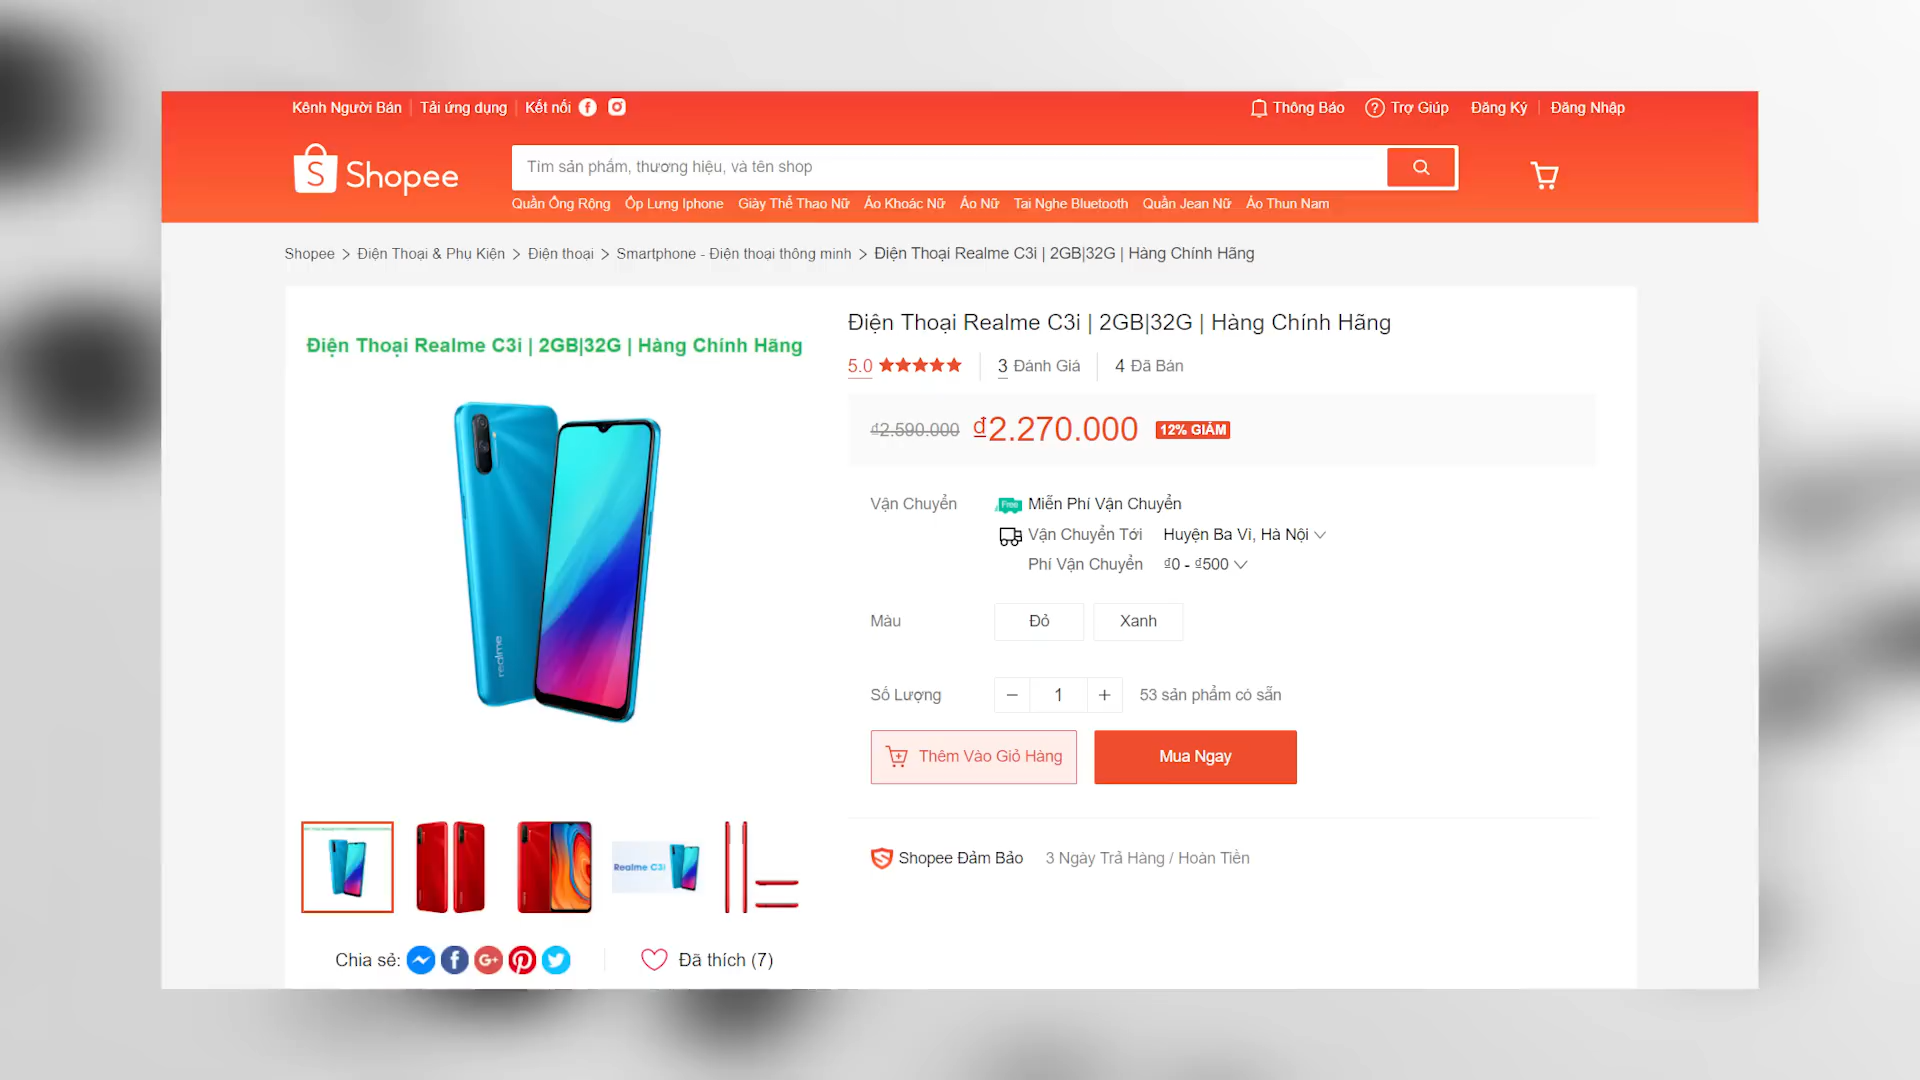 Kênh Người Bán Tải ứng dụng Kết nối
Thông Báo Trợ Giúp Đăng Ký Đăng Nhập
Shopee
Tìm sản phẩm, thương hiệu, và tên shop
Quần Ống Rộng Ốp Lưng Iphone Giày Thể Thao Nữ Áo Khoác Nữ Áo Nữ Tai Nghe Bluetooth Quần Jean Nữ Áo Thun Nam
Shopee > Điện Thoại & Phụ Kiện > Điện thoại > Smartphone - Điện thoại thông minh > Điện Thoại Realme C3i | 2GB|32G | Hàng Chính Hãng
Điện Thoại Realme C3i | 2GB|32G | Hàng Chính Hãng
realme
Realme C3i
Chia sẻ:
Đã thích (7)
Điện Thoại Realme C3i | 2GB|32G | Hàng Chính Hãng
5.0 3 Đánh Giá 4 Đã Bán
₫2.590.000 ₫2.270.000 12% GIẢM
Vận Chuyển Free Miễn Phí Vận Chuyển
Vận Chuyển Tới Huyện Ba Vì, Hà Nội
Phí Vận Chuyển ₫0 - ₫500
Màu Đỏ Xanh
Số Lượng − 1 + 53 sản phẩm có sẵn
Thêm Vào Giỏ Hàng Mua Ngay
Shopee Đảm Bảo 3 Ngày Trả Hàng / Hoàn Tiền